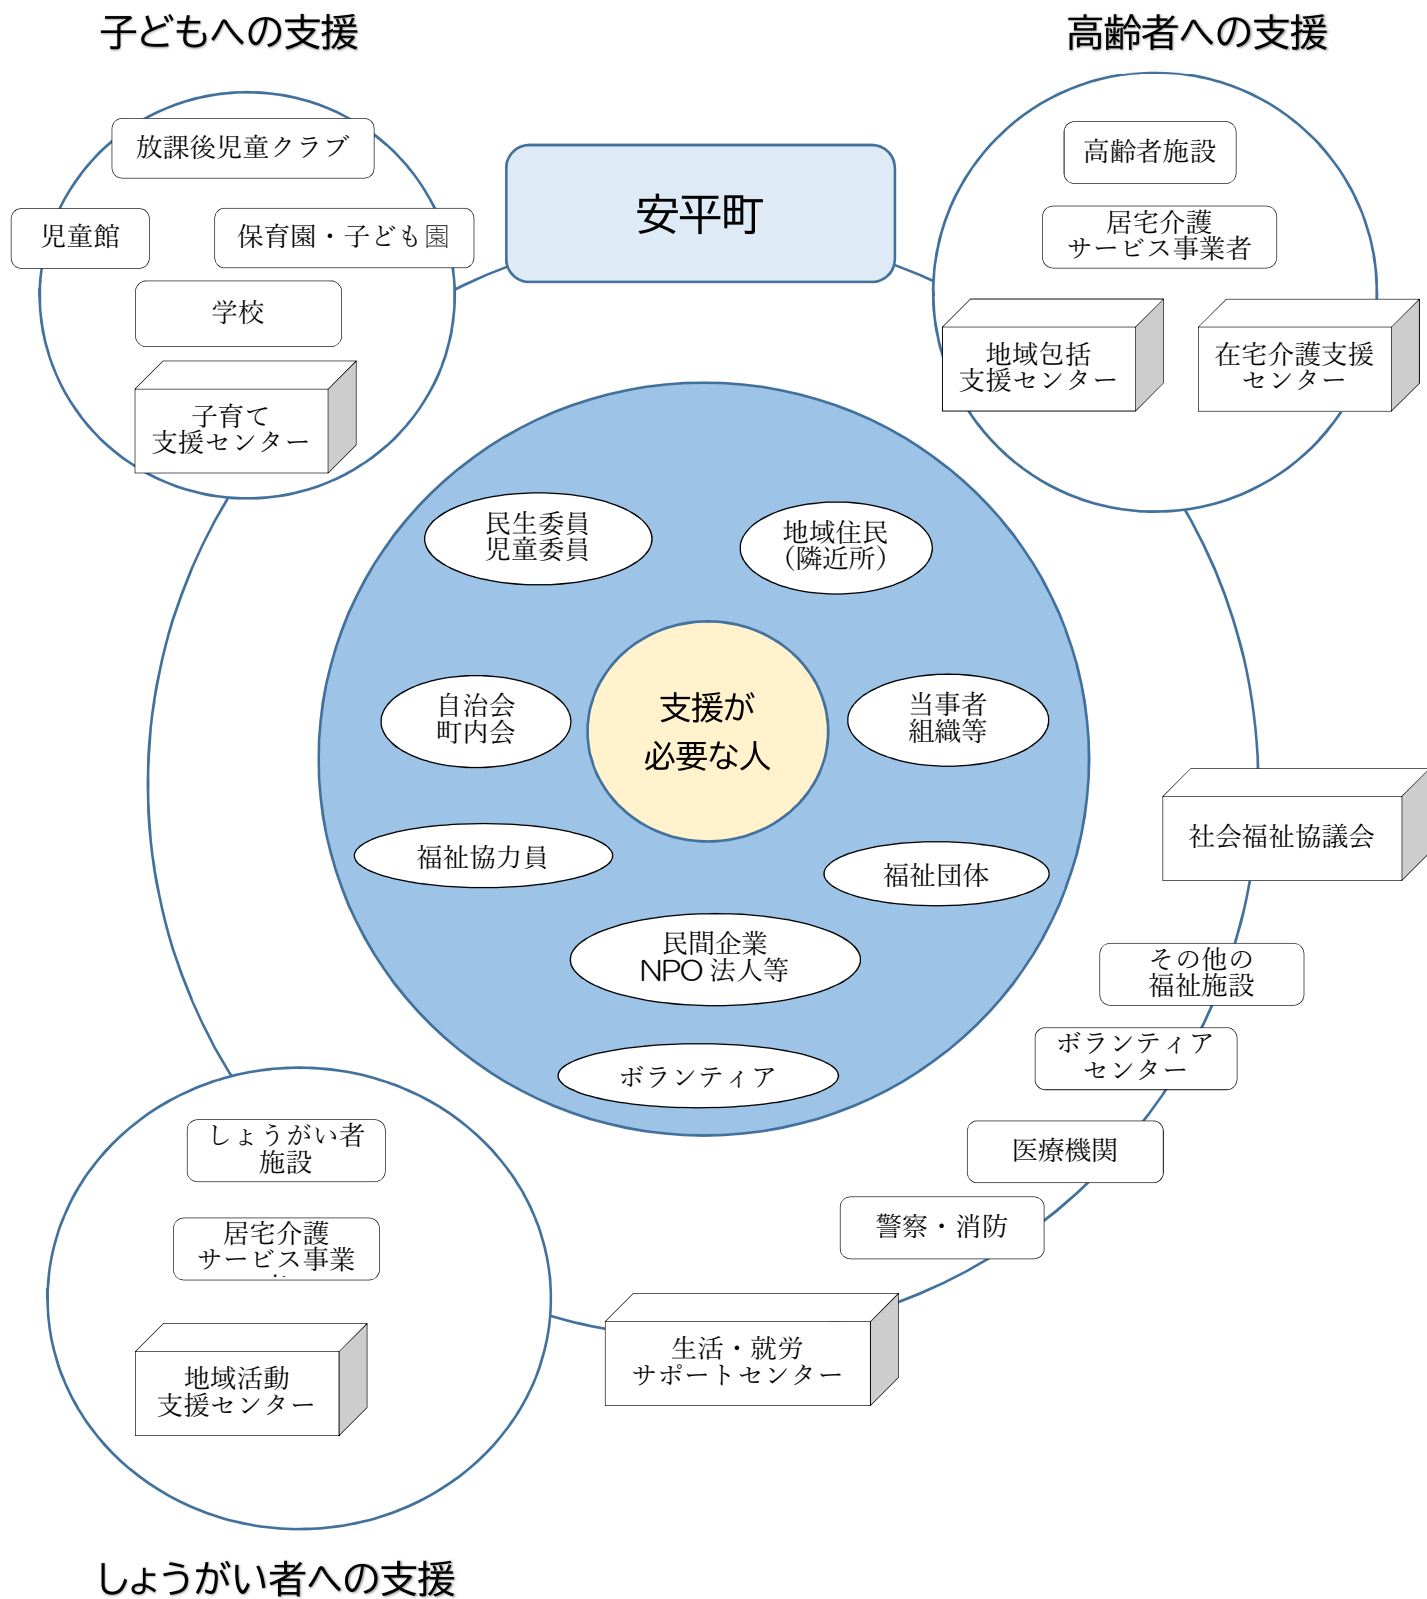 子どもへの支援
高齢者への支援
放課後児童クラブ
児童館
保育園・子ども園
学校
子育て
支援センター
安平町
高齢者施設
居宅介護
サービス事業者
地域包括
支援センター
在宅介護支援
センター
民生委員
児童委員
地域住民
（隣近所）
自治会
町内会
支援が
必要な人
当事者
組織等
福祉協力員
福祉団体
民間企業
NPO 法人等
ボランティア
社会福祉協議会
その他の
福祉施設
ボランティア
センター
医療機関
警察・消防
生活・就労
サポートセンター
しょうがい者
施設
居宅介護
サービス事業
地域活動
支援センター
しょうがい者への支援